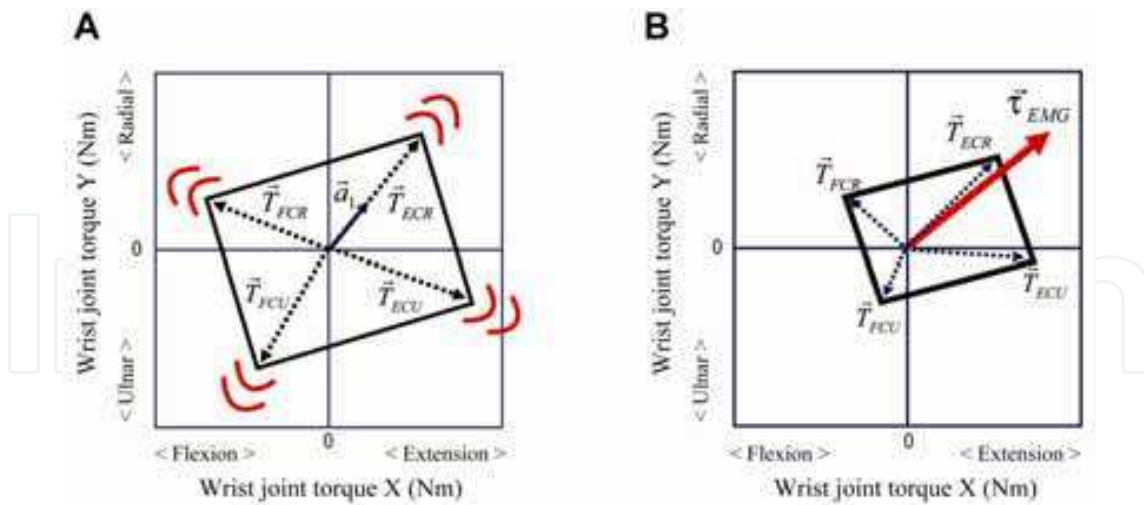 A
Wrist joint torque Y (Nm)
< Radial >
< Ulnar >
0
T⃗FCR
a⃗1
T⃗ECR
T⃗FCU
T⃗ECU
0
< Flexion >
< Extension >
Wrist joint torque X (Nm)
B
Wrist joint torque Y (Nm)
< Radial >
< Ulnar >
0
τ⃗EMG
T⃗ECR
T⃗FCR
T⃗ECU
T⃗FCU
0
< Flexion >
< Extension >
Wrist joint torque X (Nm)